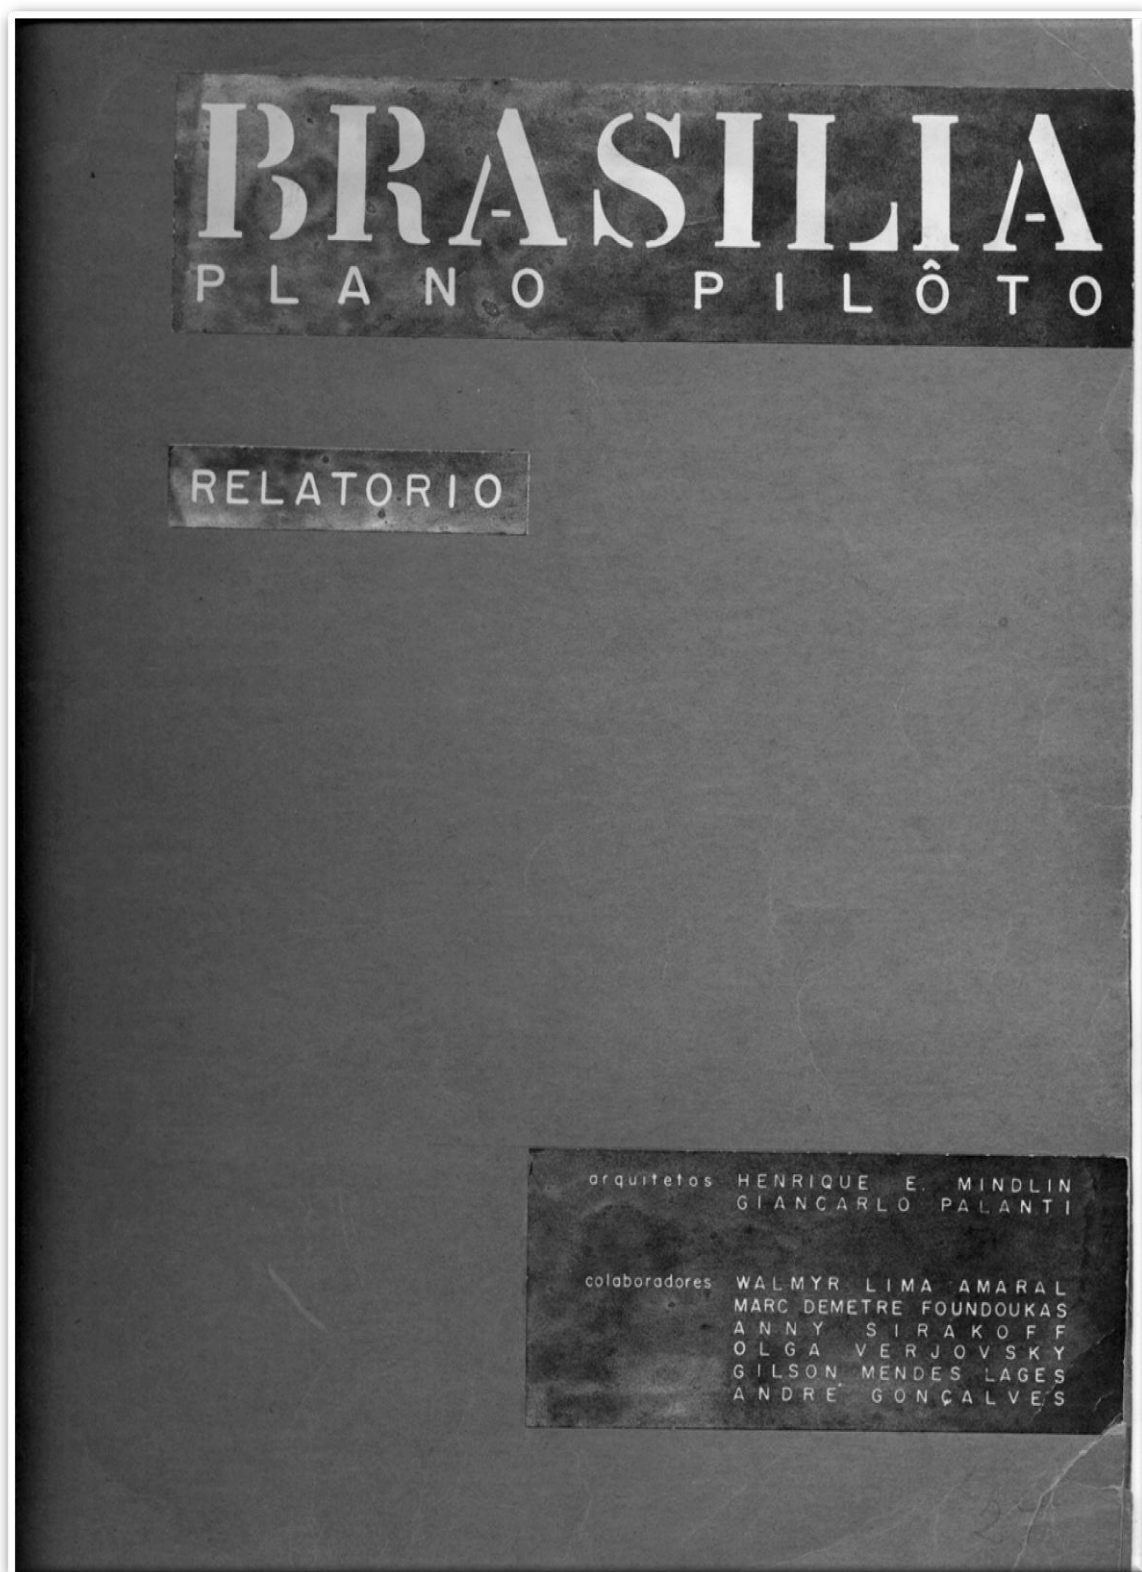 BRASILIA
PLANO PILÔTO
RELATORIO
arquitetos HENRIQUE E. MINDLIN
GIANCARLO PALANTI
colaboradores WALMYR LIMA AMARAL
MARC DEMETRE FOUNDOUKAS
ANNY SIRAKOFF
OLGA VERJOVSKY
GILSON MENDES LAGES
ANDRÉ GONÇALVES